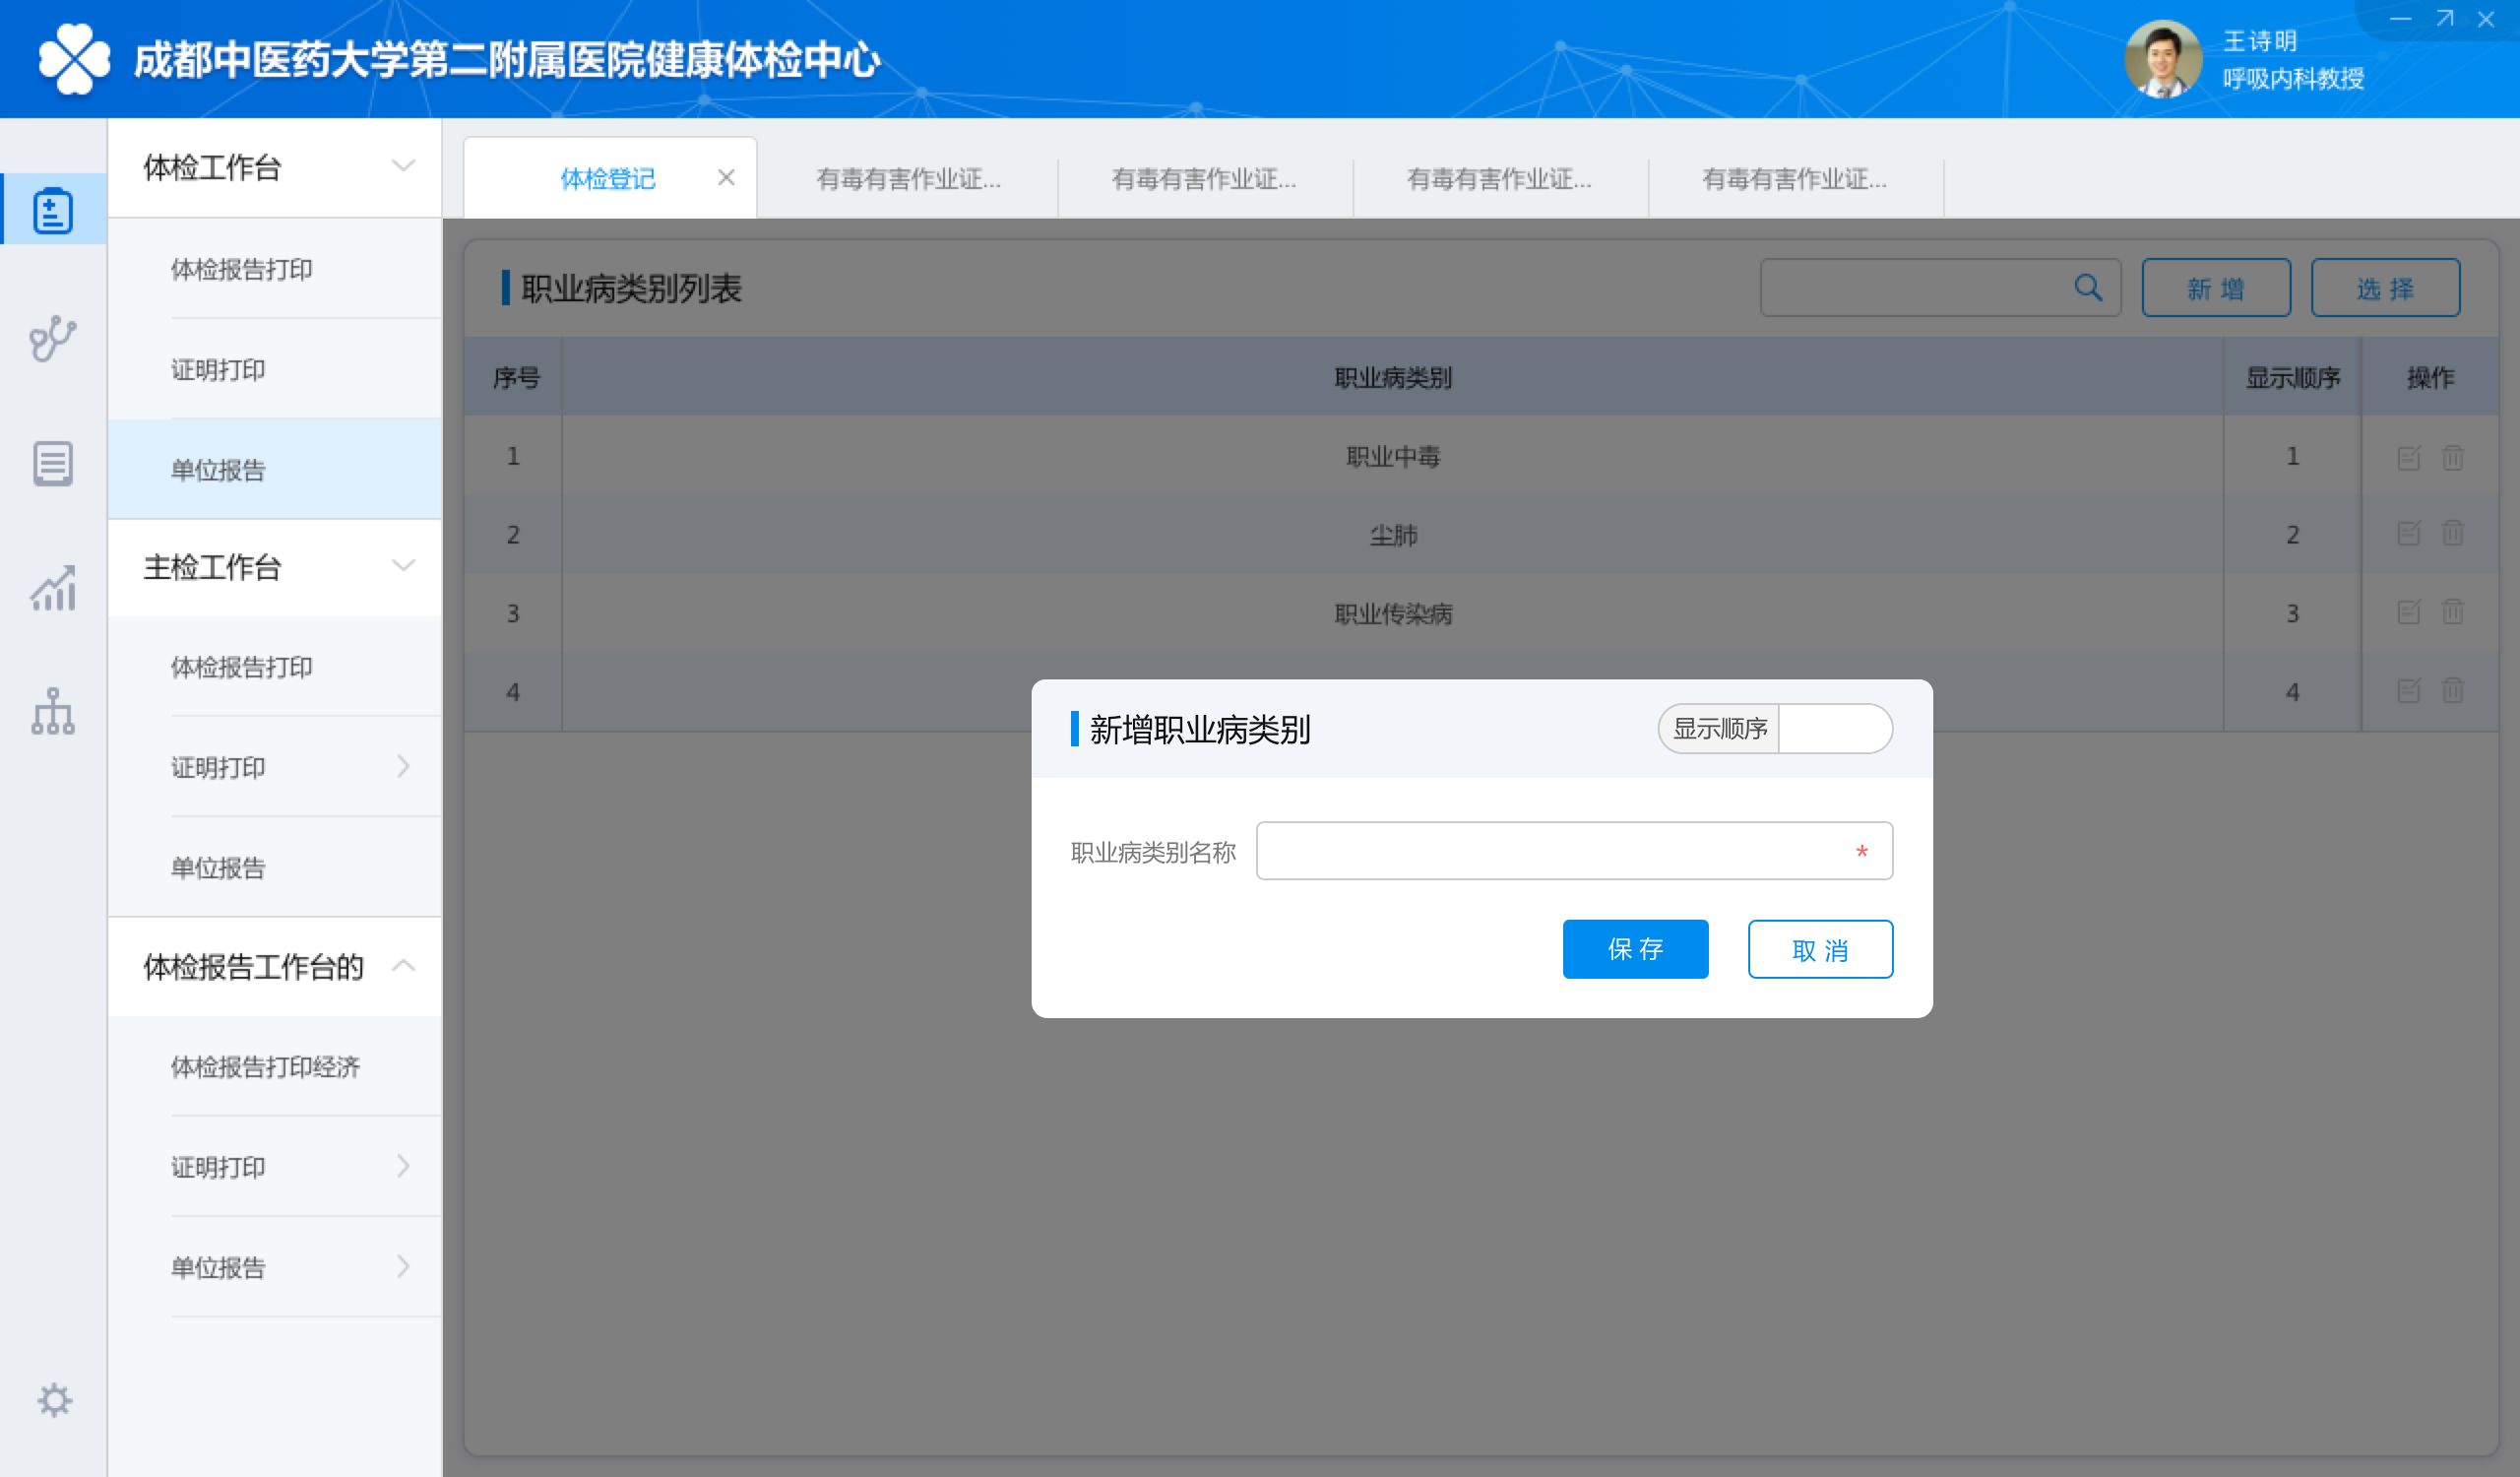 成都中医药大学第二附属医院健康体检中心
王诗明
呼吸内科教授
体检工作台
体检报告打印
证明打印
单位报告
主检工作台
体检报告打印
证明打印
单位报告
体检报告工作台的
体检报告打印经济
证明打印
单位报告
体检登记
有毒有害作业证...
有毒有害作业证...
有毒有害作业证...
有毒有害作业证...
职业病类别列表
新 增
选 择
序号 职业病类别 显示顺序 操作
1 职业中毒 1
2 尘肺 2
3 职业传染病 3
4 4
新增职业病类别
显示顺序
职业病类别名称 *
保 存
取 消